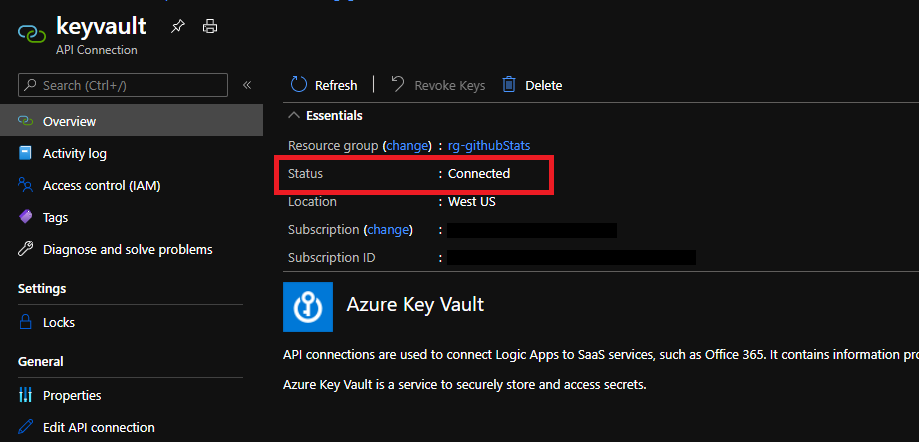 keyvault
API Connection
Search (Ctrl+/)
«
Refresh
Revoke Keys
Delete
Overview
Activity log
Access control (IAM)
Tags
Diagnose and solve problems
Settings
Locks
General
Properties
Edit API connection
Essentials
Resource group (change) : rg-githubStats
Status : Connected
Location : West US
Subscription (change) :
Subscription ID :
Azure Key Vault
API connections are used to connect Logic Apps to SaaS services, such as Office 365. It contains information
Azure Key Vault is a service to securely store and access secrets.